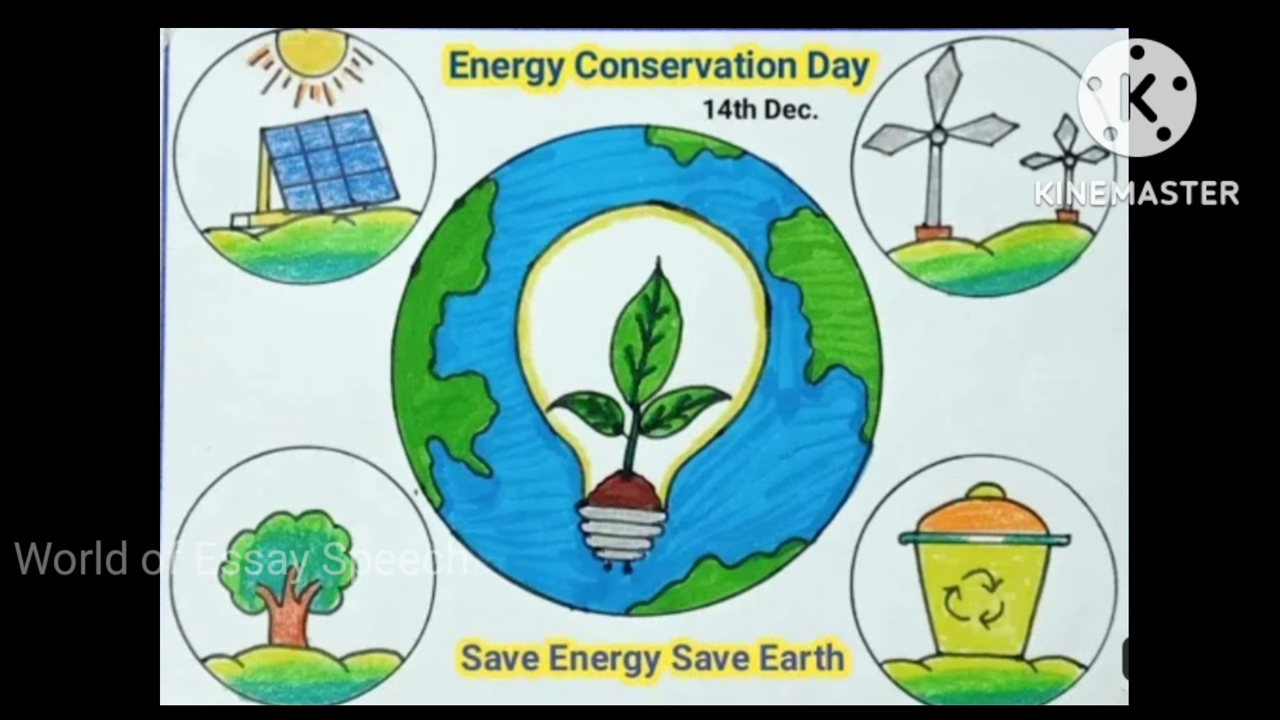 Energy Conservation Day
14th Dec.
K
KINEMASTER
World of Essay Speech
Save Energy Save Earth